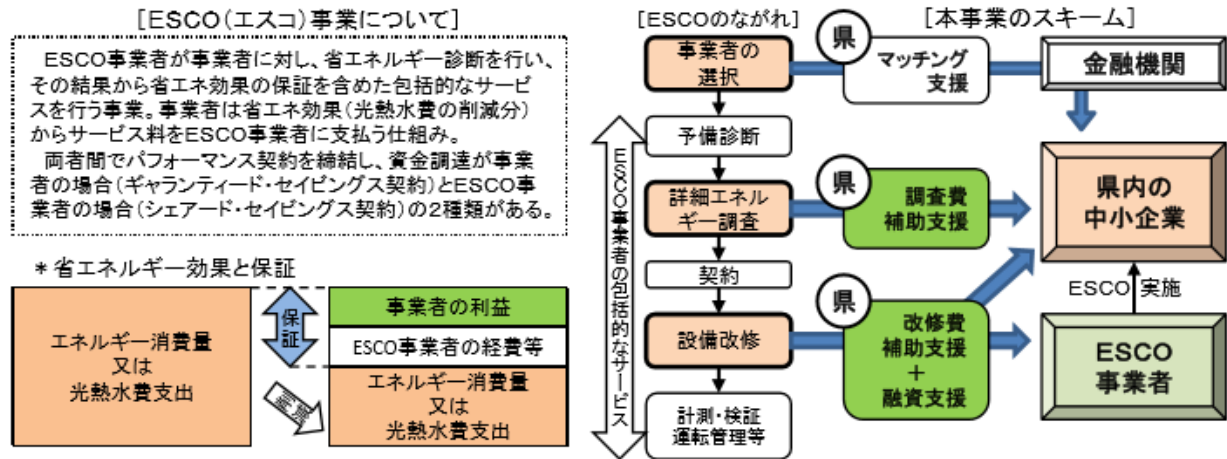 [ESCO(エスコ)事業について]
ESCO事業者が事業者に対し、省エネルギー診断を行い、
その結果から省エネ効果の保証を含めた包括的なサービ
スを行う事業。事業者は省エネ効果(光熱水費の削減分)
からサービス料をESCO事業者に支払う仕組み。
両者間でパフォーマンス契約を締結し、資金調達が事業
者の場合(ギャランティード・セイビングス契約)とESCO事
業者の場合(シェアード・セイビングス契約)の2種類がある。
*省エネルギー効果と保証
エネルギー消費量
又は
光熱水費支出
保証
事業者の利益
ESCO事業者の経費等
エネルギー消費量
又は
光熱水費支出
[ESCOのながれ]
事業者の
選択
予備診断
詳細エネル
ギー調査
契約
設備改修
計測・検証
運転管理等
ESCO事業者の包括的なサービス
[本事業のスキーム]
県
マッチング
支援
金融機関
県
調査費
補助支援
県内の
中小企業
県
改修費
補助支援
+
融資支援
ESCO 実施
ESCO
事業者